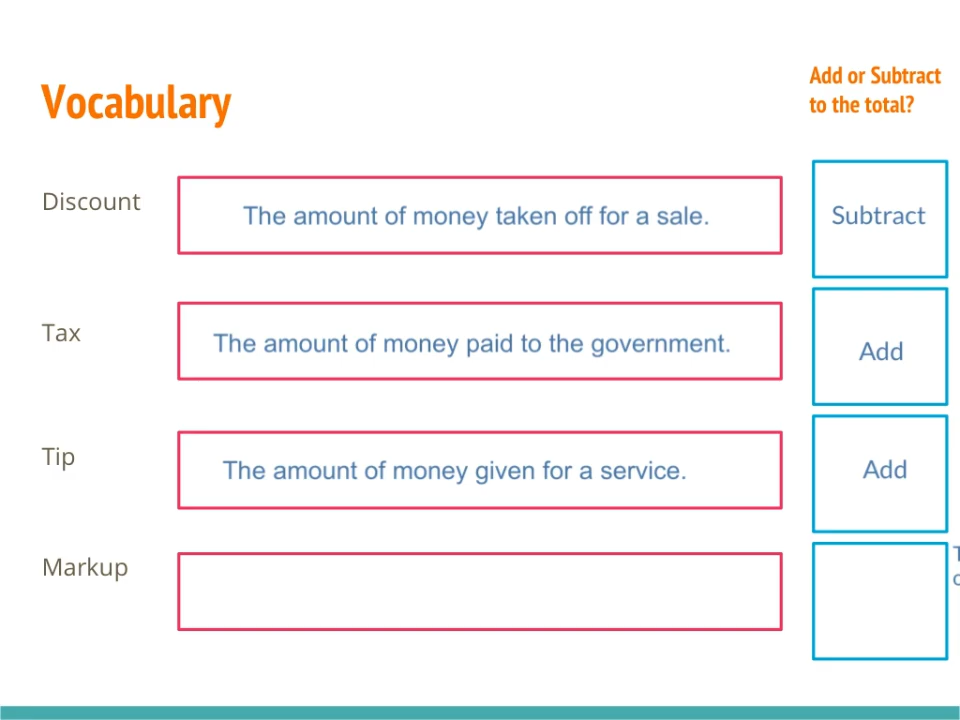 Vocabulary
Add or Subtract
to the total?
Discount
The amount of money taken off for a sale.
Subtract
Tax
The amount of money paid to the government.
Add
Tip
The amount of money given for a service.
Add
Markup